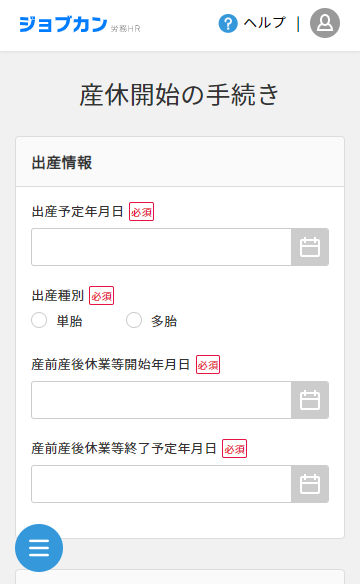 ジョブカン 労務HR
ヘルプ
産休開始の手続き
出産情報
出産予定年月日 必須
出産種別 必須
単胎 多胎
産前産後休業等開始年月日 必須
産前産後休業等終了予定年月日 必須